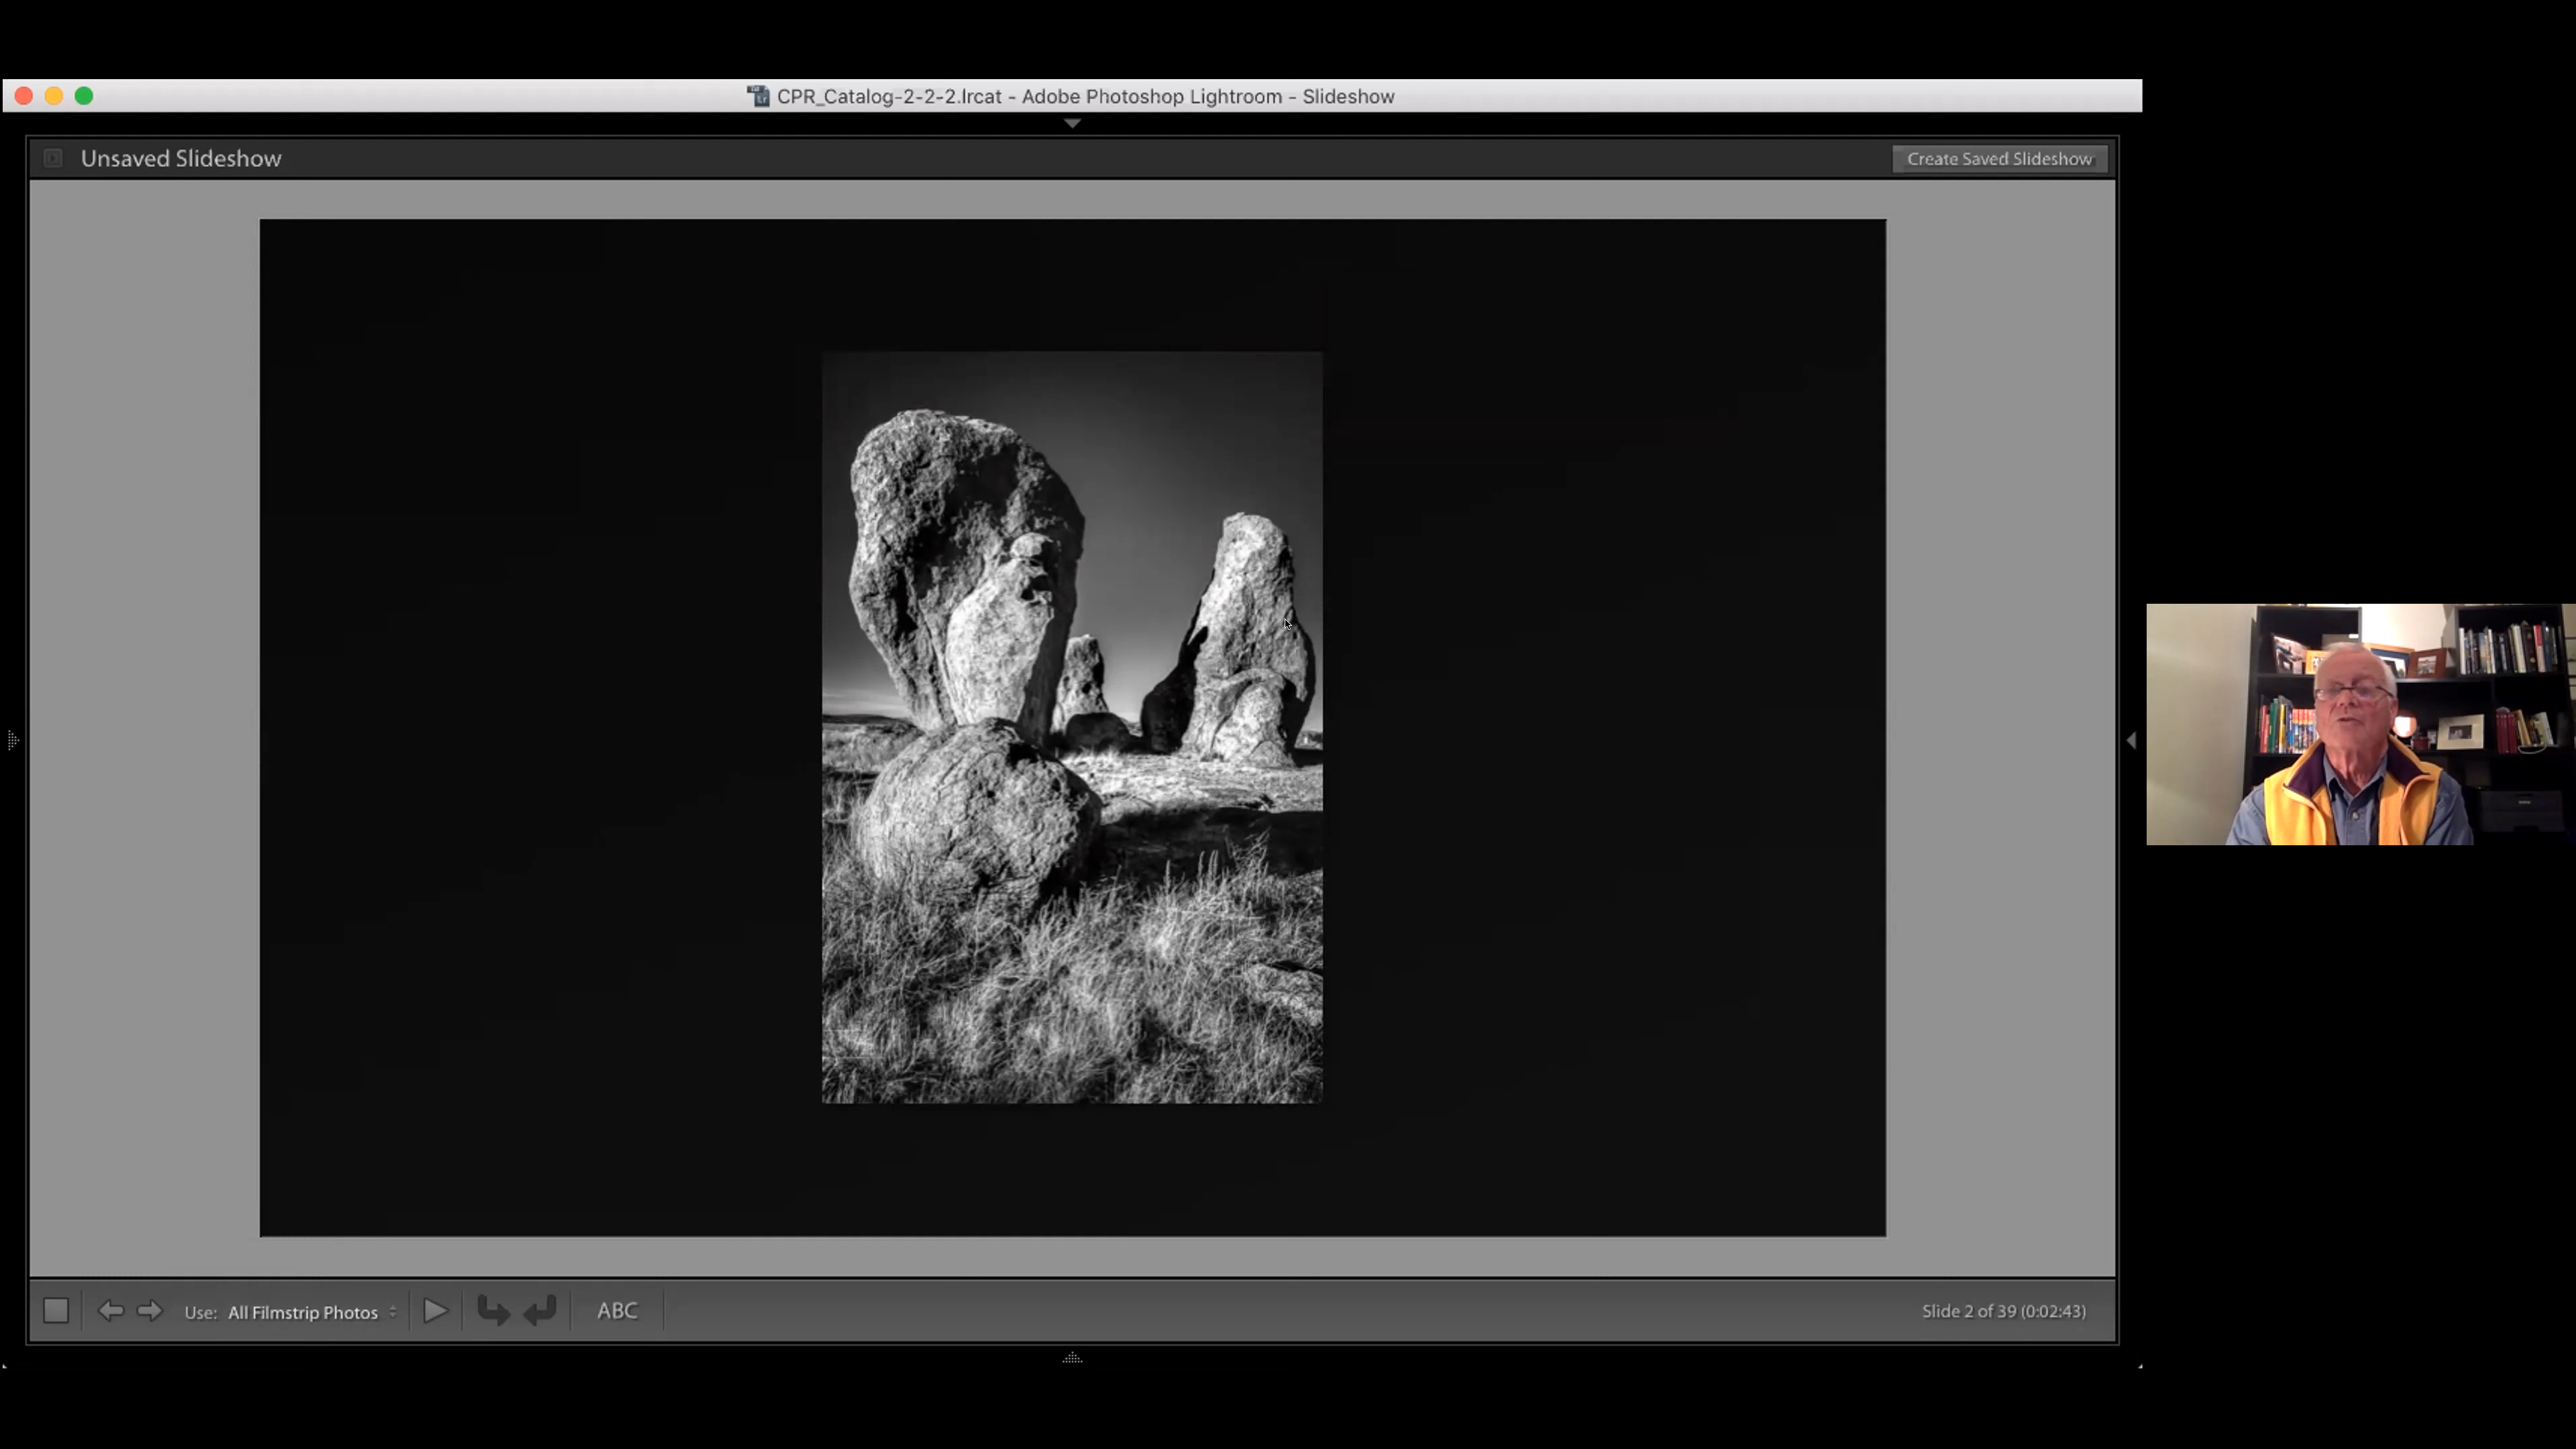 CPR_Catalog-2-2-2.lrcat - Adobe Photoshop Lightroom - Slideshow
Unsaved Slideshow
Create Saved Slideshow
Use: All Filmstrip Photos
ABC
Slide 2 of 39 (0:02:43)